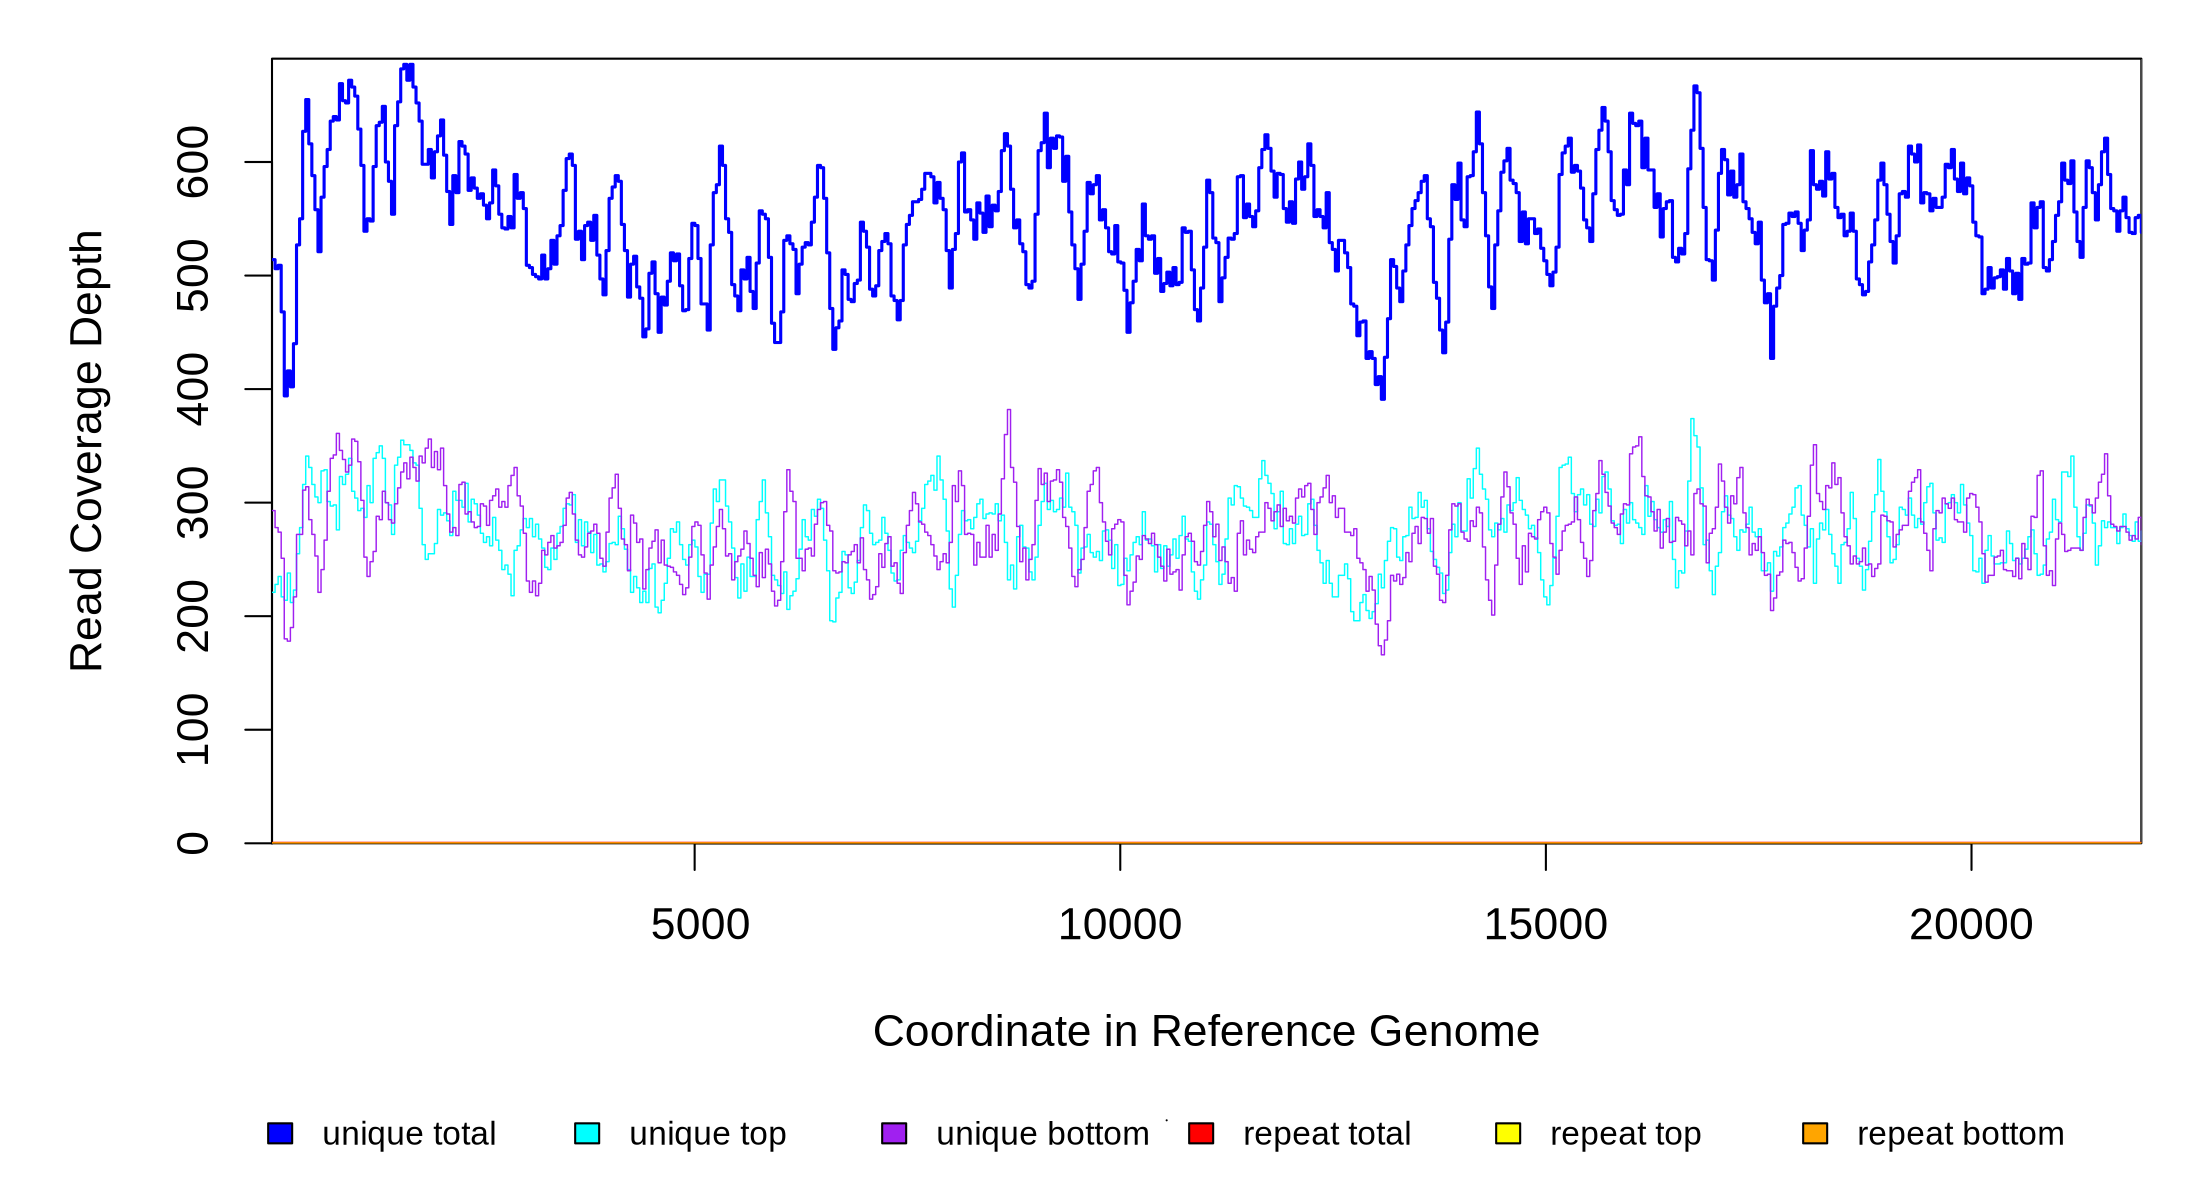 Read Coverage Depth
600
500
400
300
200
100
0
5000 10000 15000 20000
Coordinate in Reference Genome
unique total unique top unique bottom repeat total repeat top repeat bottom